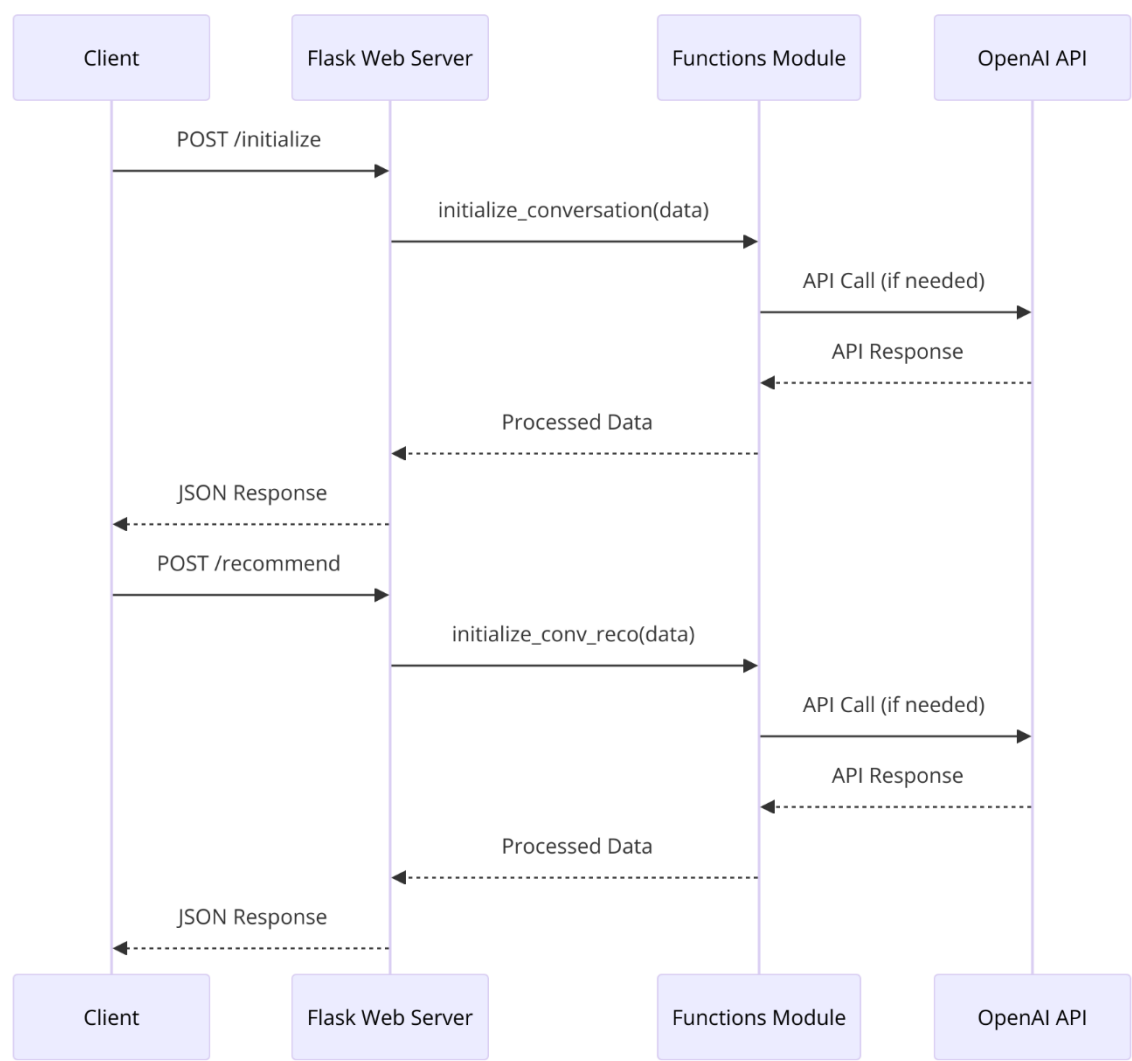 Client
Flask Web Server
Functions Module
OpenAI API
POST /initialize
initialize_conversation(data)
API Call (if needed)
API Response
Processed Data
JSON Response
POST /recommend
initialize_conv_reco(data)
API Call (if needed)
API Response
Processed Data
JSON Response
Client
Flask Web Server
Functions Module
OpenAI API